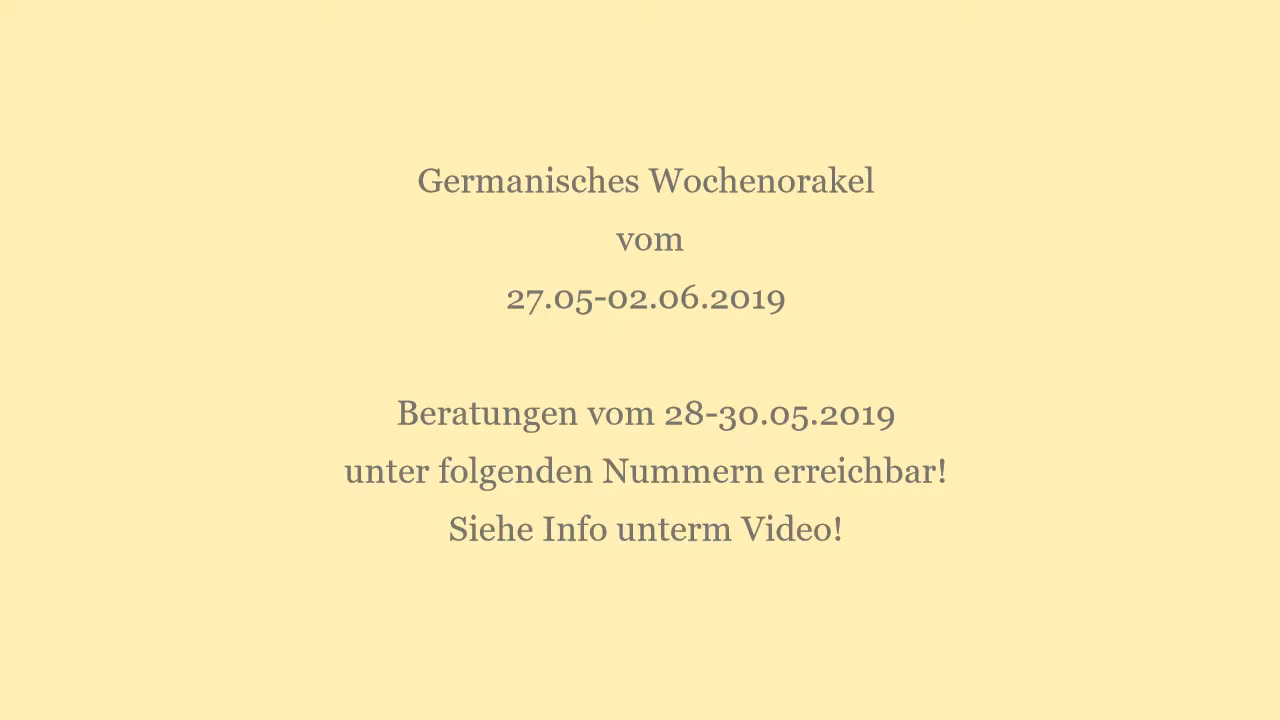 Germanisches Wochenorakel
vom
27.05-02.06.2019
Beratungen vom 28-30.05.2019
unter folgenden Nummern erreichbar!
Siehe Info unterm Video!